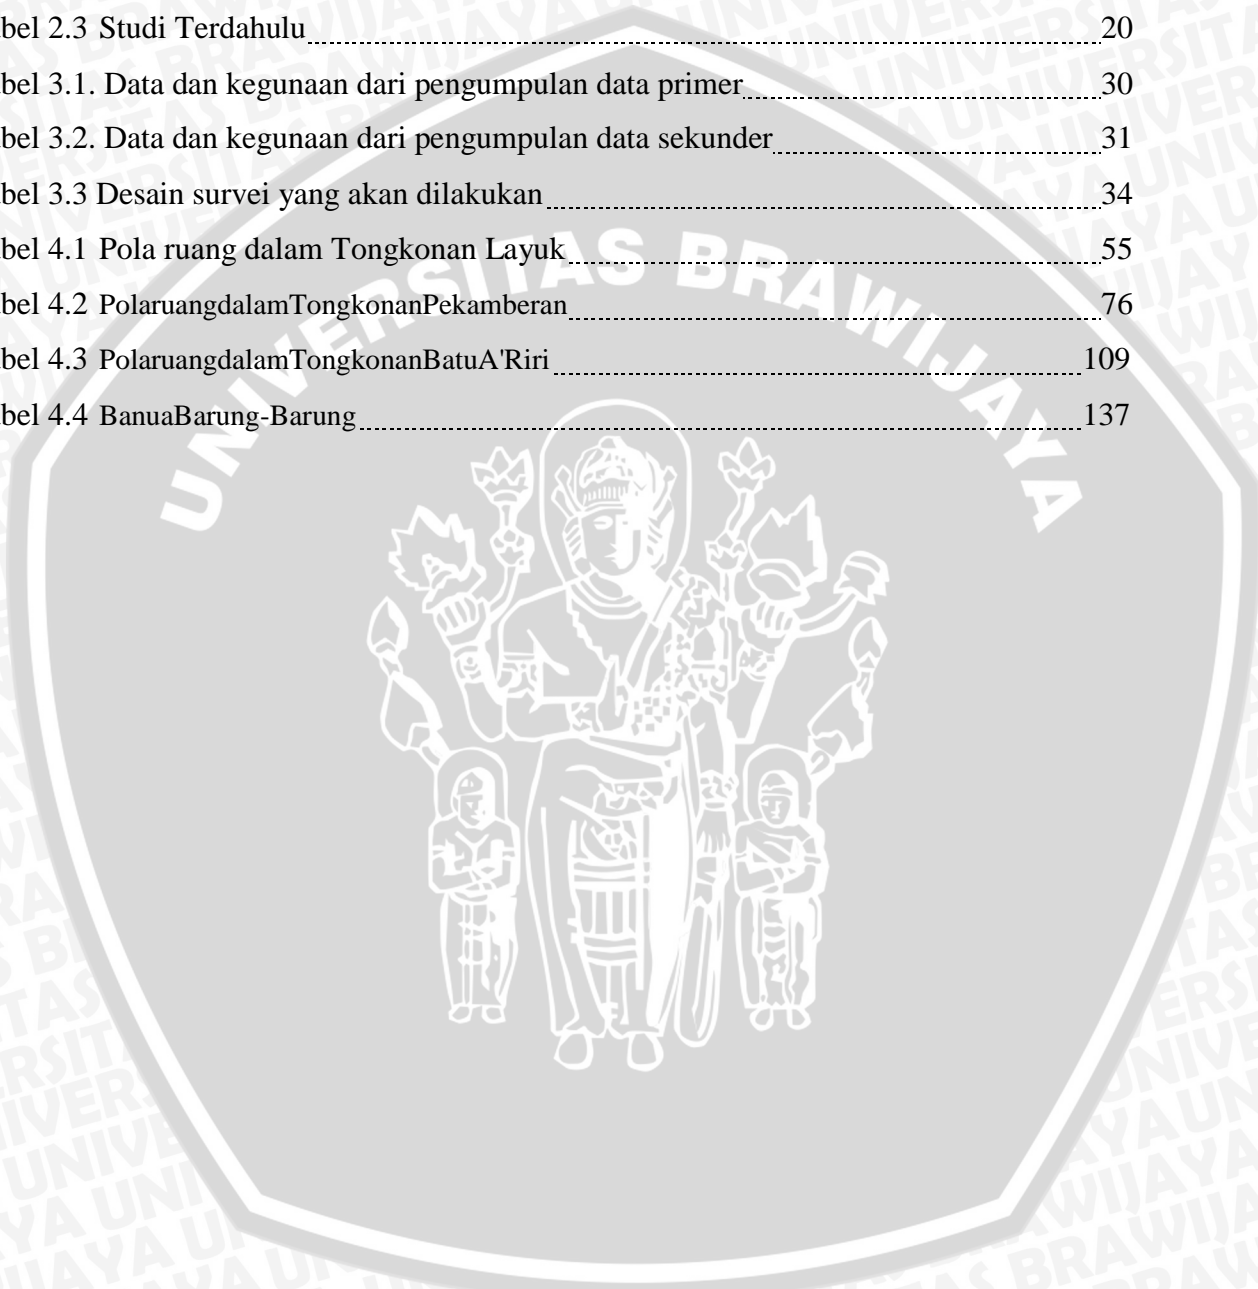 bel 2.3 Studi Terdahulu 20
bel 3.1. Data dan kegunaan dari pengumpulan data primer 30
bel 3.2. Data dan kegunaan dari pengumpulan data sekunder 31
bel 3.3 Desain survei yang akan dilakukan 34
bel 4.1 Pola ruang dalam Tongkonan Layuk 55
bel 4.2 PolaruangdalamTongkonanPekamberan 76
bel 4.3 PolaruangdalamTongkonanBatuA'Riri 109
bel 4.4 BanuaBarung-Barung 137
UNIVERSITAS BRAWIJAYA